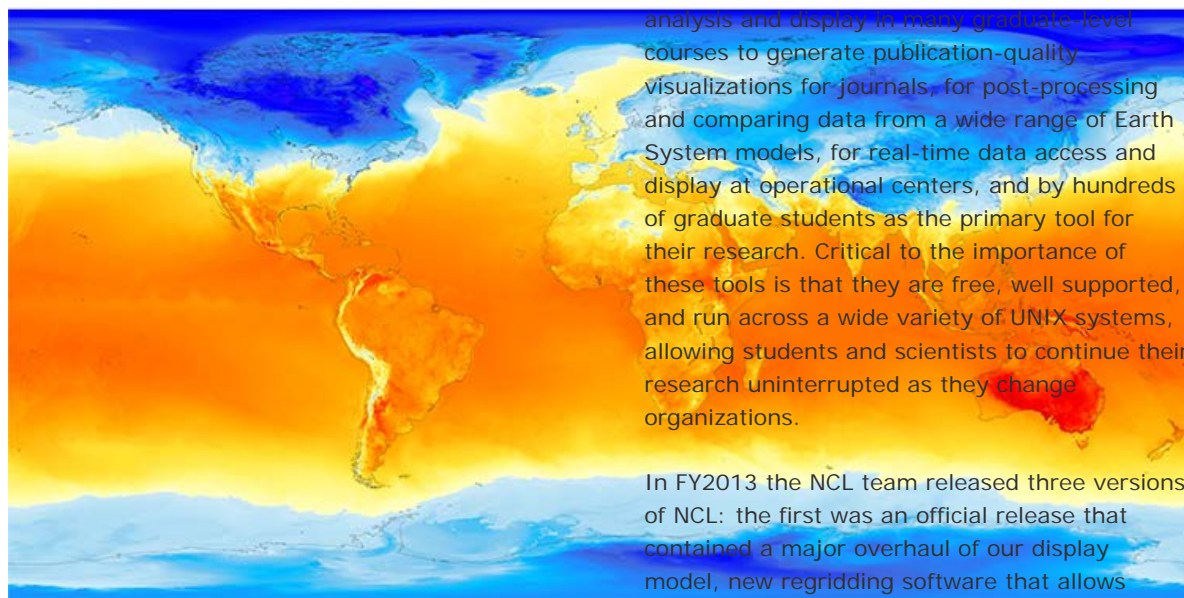 analysis and display in many graduate-level
courses to generate publication-quality
visualizations for journals, for post-processing
and comparing data from a wide range of Earth
System models, for real-time data access and
display at operational centers, and by hundreds
of graduate students as the primary tool for
their research. Critical to the importance of
these tools is that they are free, well supported,
and run across a wide variety of UNIX systems,
allowing students and scientists to continue their
research uninterrupted as they change
organizations.
In FY2013 the NCL team released three versions
of NCL: the first was an official release that
contained a major overhaul of our display
model, new regridding software that allows